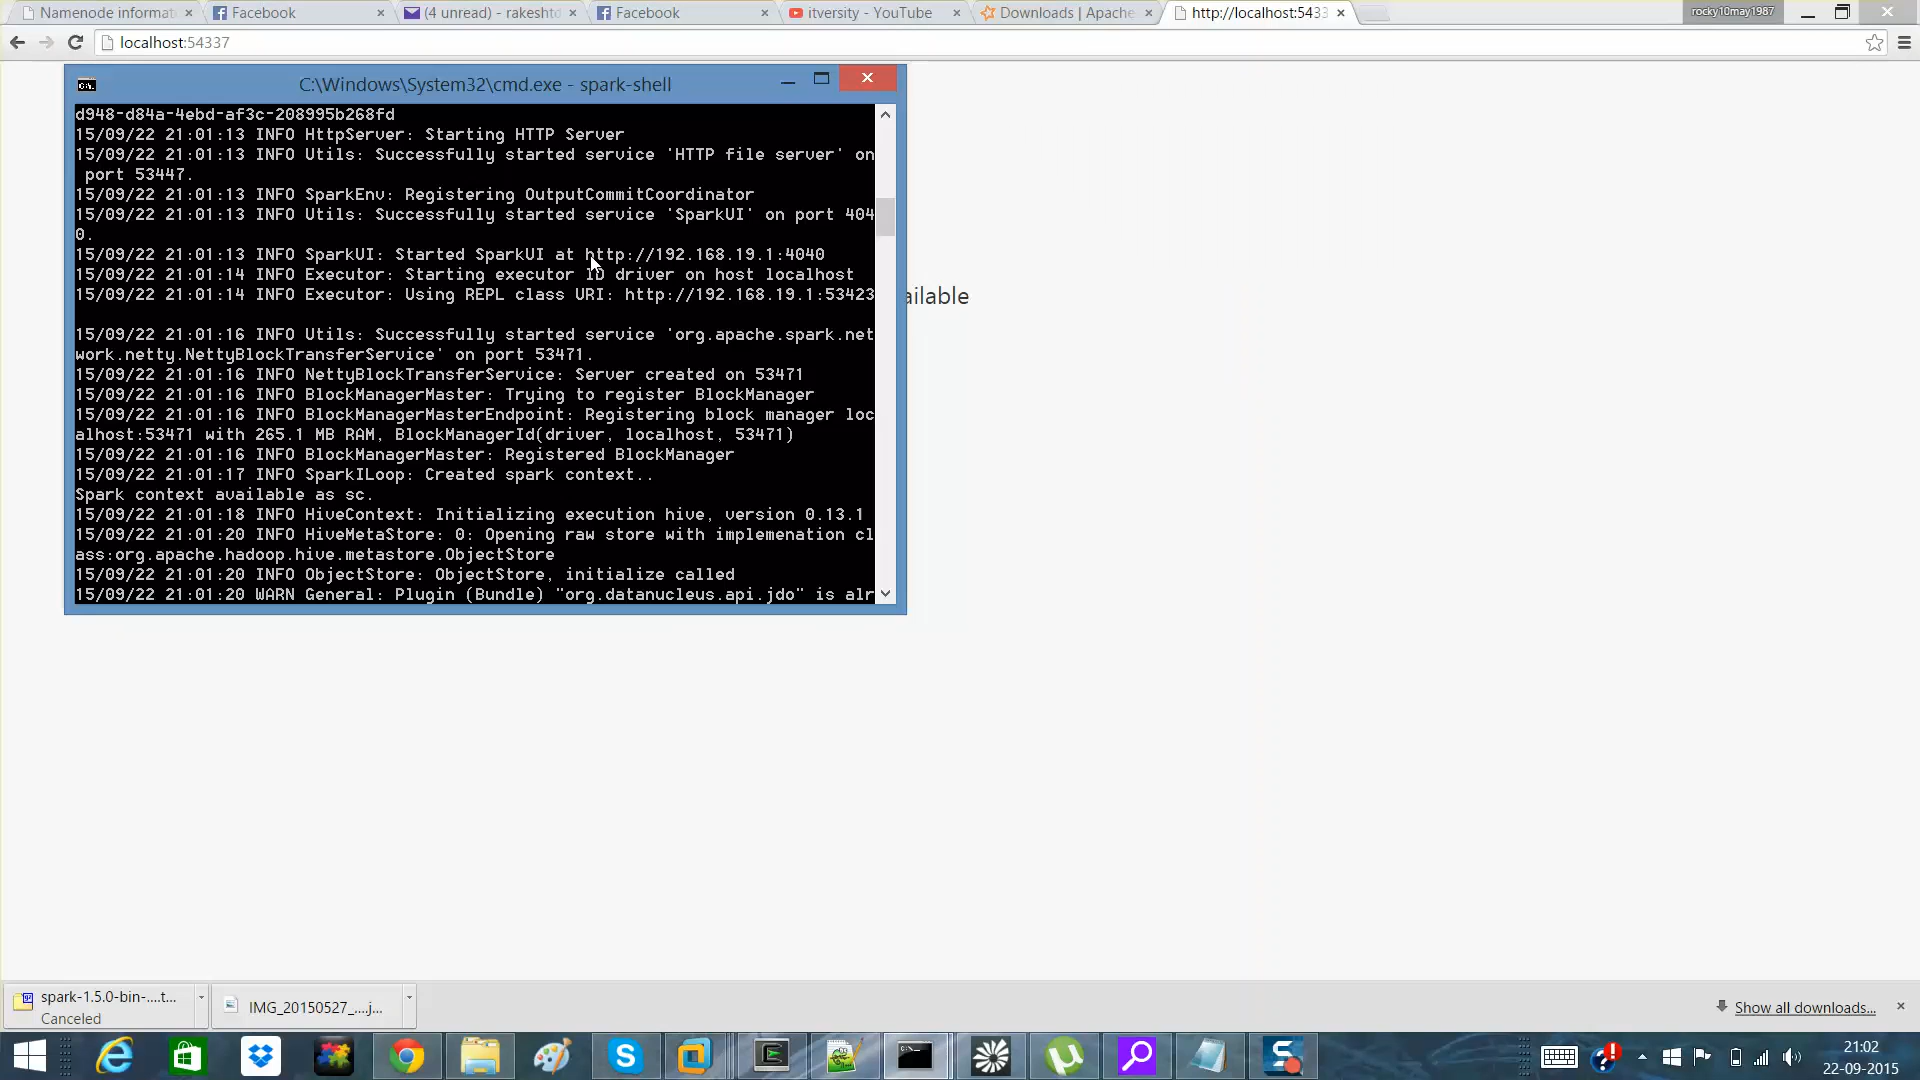 Namenode informat
Facebook
(4 unread) - rakeshtd
Facebook
itversity - YouTube
Downloads | Apache
http://localhost:5433
rocky10may1987
localhost:54337
C:\Windows\System32\cmd.exe - spark-shell
d948-d84a-4ebd-af3c-208995b268fd
15/09/22 21:01:13 INFO HttpServer: Starting HTTP Server
15/09/22 21:01:13 INFO Utils: Successfully started service 'HTTP file server' on
port 53447.
15/09/22 21:01:13 INFO SparkEnv: Registering OutputCommitCoordinator
15/09/22 21:01:13 INFO Utils: Successfully started service 'SparkUI' on port 404
0.
15/09/22 21:01:13 INFO SparkUI: Started SparkUI at http://192.168.19.1:4040
15/09/22 21:01:14 INFO Executor: Starting executor ID driver on host localhost
15/09/22 21:01:14 INFO Executor: Using REPL class URI: http://192.168.19.1:53423
ailable
15/09/22 21:01:16 INFO Utils: Successfully started service 'org.apache.spark.net
work.netty.NettyBlockTransferService' on port 53471.
15/09/22 21:01:16 INFO NettyBlockTransferService: Server created on 53471
15/09/22 21:01:16 INFO BlockManagerMaster: Trying to register BlockManager
15/09/22 21:01:16 INFO BlockManagerMasterEndpoint: Registering block manager loc
alhost:53471 with 265.1 MB RAM, BlockManagerId(driver, localhost, 53471)
15/09/22 21:01:16 INFO BlockManagerMaster: Registered BlockManager
15/09/22 21:01:17 INFO SparkILoop: Created spark context..
Spark context available as sc.
15/09/22 21:01:18 INFO HiveContext: Initializing execution hive, version 0.13.1
15/09/22 21:01:20 INFO HiveMetaStore: 0: Opening raw store with implemenation cl
ass:org.apache.hadoop.hive.metastore.ObjectStore
15/09/22 21:01:20 INFO ObjectStore: ObjectStore, initialize called
15/09/22 21:01:20 WARN General: Plugin (Bundle) "org.datanucleus.api.jdo" is alr
spark-1.5.0-bin-....t...
Canceled
IMG_20150527_....j...
Show all downloads...
21:02
22-09-2015